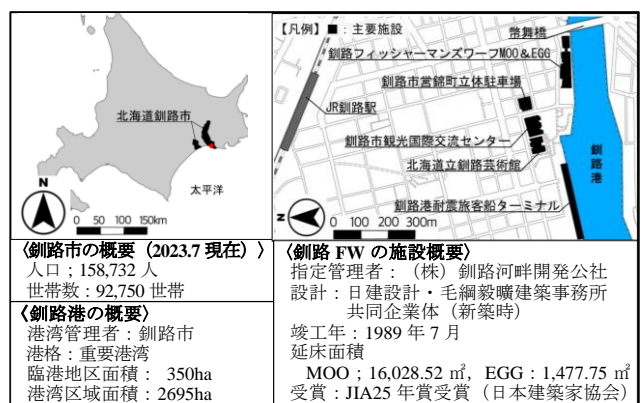 北海道釧路市
太平洋
N
0 50 100 150km
【凡例】■：主要施設
幣舞橋
釧路フィッシャーマンズワーフMOO＆EGG
釧路市営錦町立体駐車場
JR釧路駅
釧路市観光国際交流センター
北海道立釧路芸術館
釧路港
釧路港耐震旅客船ターミナル
N
0 100 200 300m
〈釧路市の概要（2023.7 現在）〉
人口；158,732 人
世帯数：92,750 世帯
〈釧路港の概要〉
港湾管理者：釧路市
港格：重要港湾
臨港地区面積： 350ha
港湾区域面積：2695ha
〈釧路 FW の施設概要〉
指定管理者：（株）釧路河畔開発公社
設計：日建設計・毛綱毅曠建築事務所
共同企業体（新築時）
竣工年：1989 年 7 月
延床面積
MOO；16,028.52 ㎡，EGG：1,477.75 ㎡
受賞：JIA25 年賞受賞（日本建築家協会）